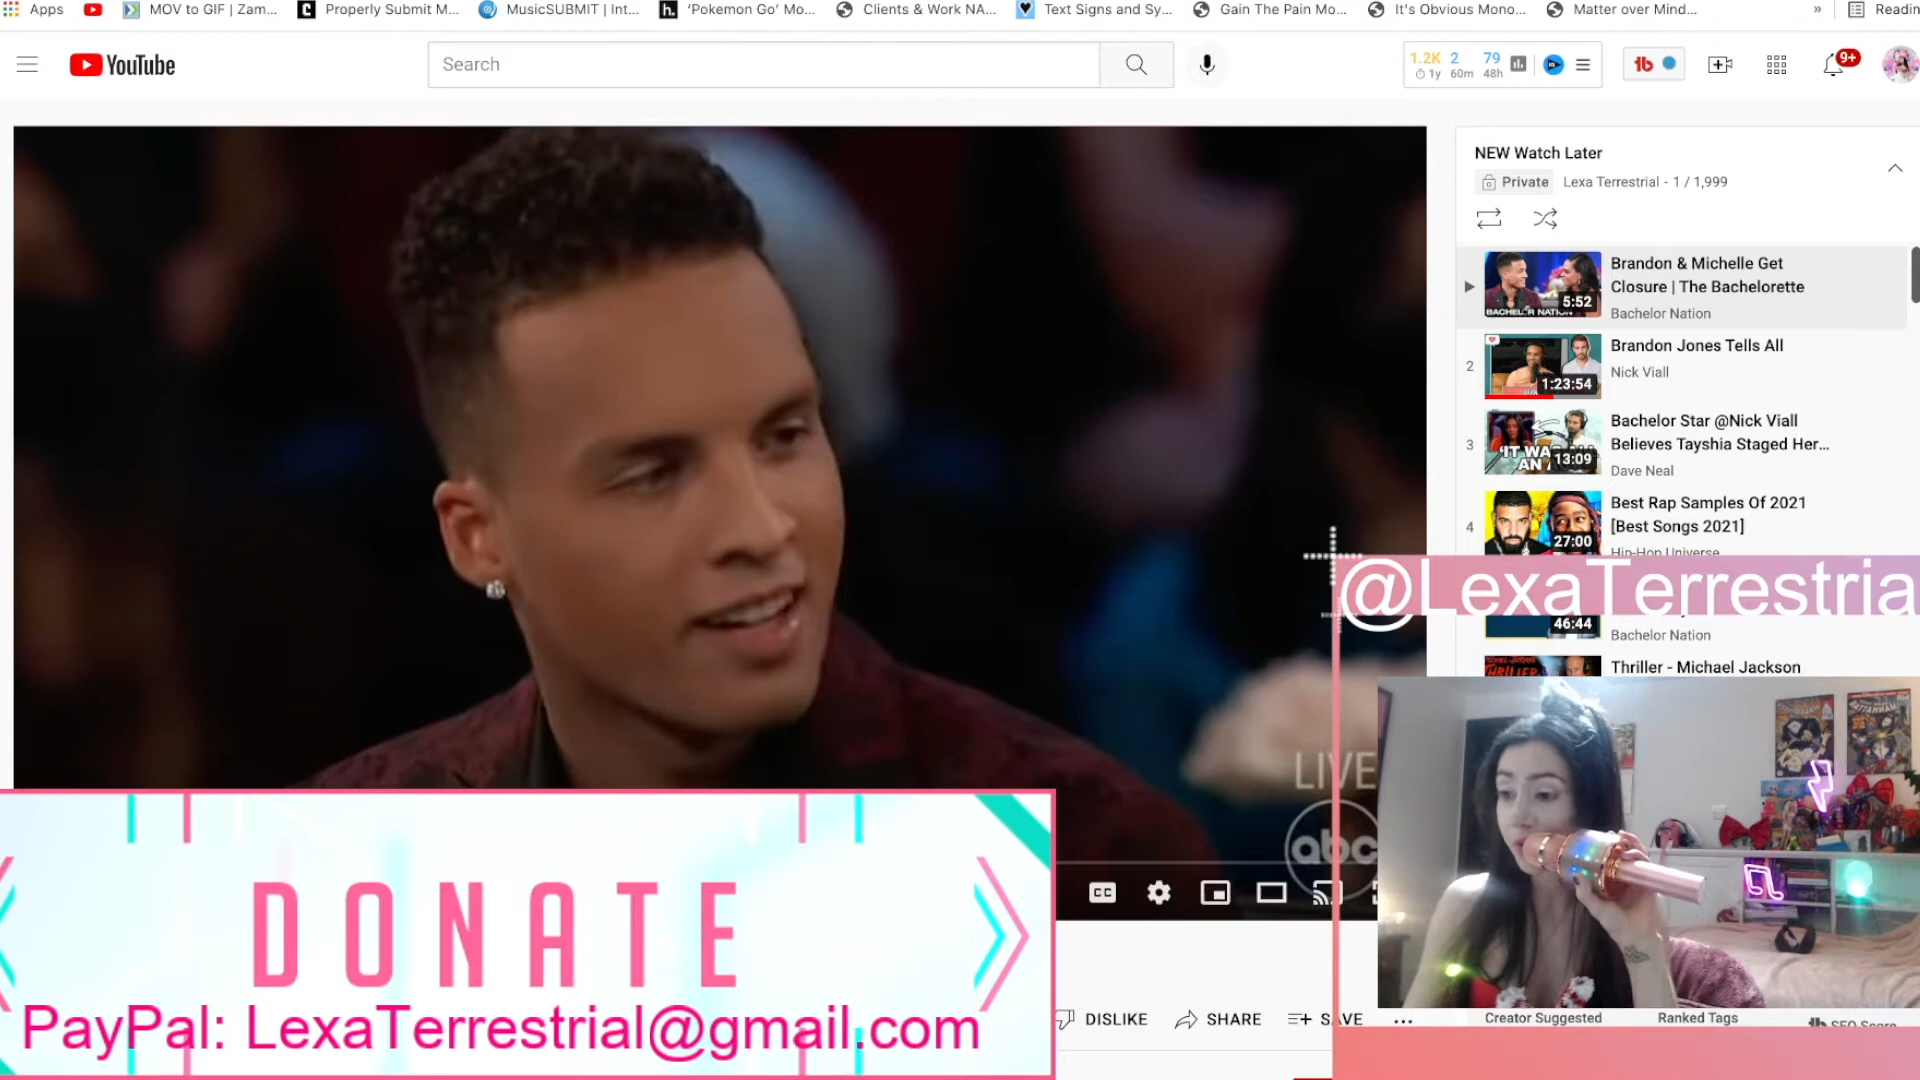 Apps
MOV to GIF | Zam...
Properly Submit M...
MusicSUBMIT | Int...
'Pokemon Go' Mo...
Clients & Work NA...
Text Signs and Sy...
Gain The Pain Mo...
It's Obvious Mono...
Matter over Mind...
»
YouTube
Search
1.2K 2 79
1y 60m 48h
9+
NEW Watch Later
Private Lexa Terrestrial - 1 / 1,999
Brandon & Michelle Get
Closure | The Bachelorette
Bachelor Nation
5:52
2
Brandon Jones Tells All
Nick Viall
1:23:54
3
Bachelor Star @Nick Viall
Believes Tayshia Staged Her...
Dave Neal
13:09
4
Best Rap Samples Of 2021
[Best Songs 2021]
Hip-Hop Universe
27:00
@LexaTerrestria
46:44
Bachelor Nation
Thriller - Michael Jackson
LIVE
abc
CC
DONATE
PayPal: LexaTerrestrial@gmail.com
DISLIKE
SHARE
SAVE
...
Creator Suggested
Ranked Tags
SEO Score